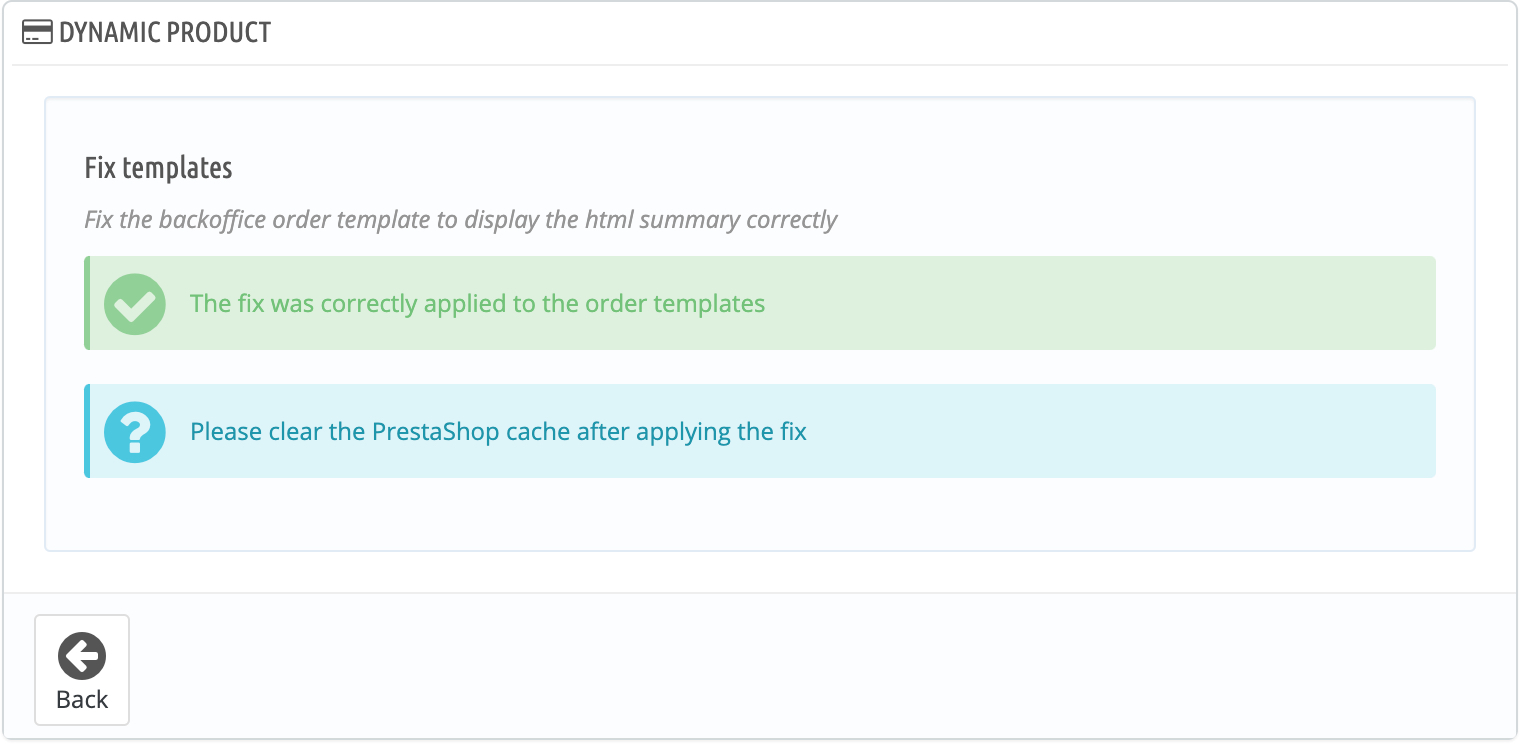 DYNAMIC PRODUCT
Fix templates
Fix the backoffice order template to display the html summary correctly
The fix was correctly applied to the order templates
Please clear the PrestaShop cache after applying the fix
Back